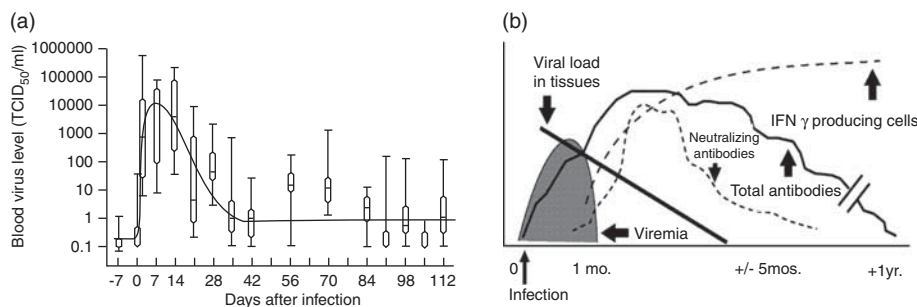 (a)
Blood virus level (TCID50/ml)
1000000
100000
10000
1000
100
10
1
0.1
-7 0 7 14 28 42 56 70 84 98 112
Days after infection
(b)
Viral load
in tissues
IFN γ producing cells
Neutralizing
antibodies
Total antibodies
Viremia
0 1 mo. +/- 5mos. +1yr.
Infection